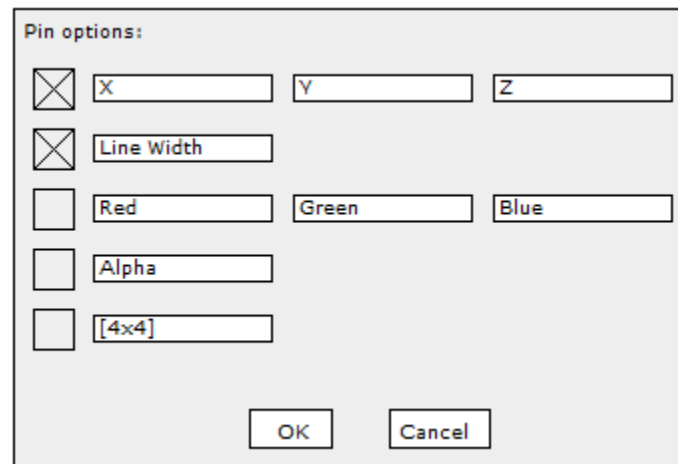 Pin options:
X Y Z
Line Width
Red Green Blue
Alpha
[4x4]
OK Cancel